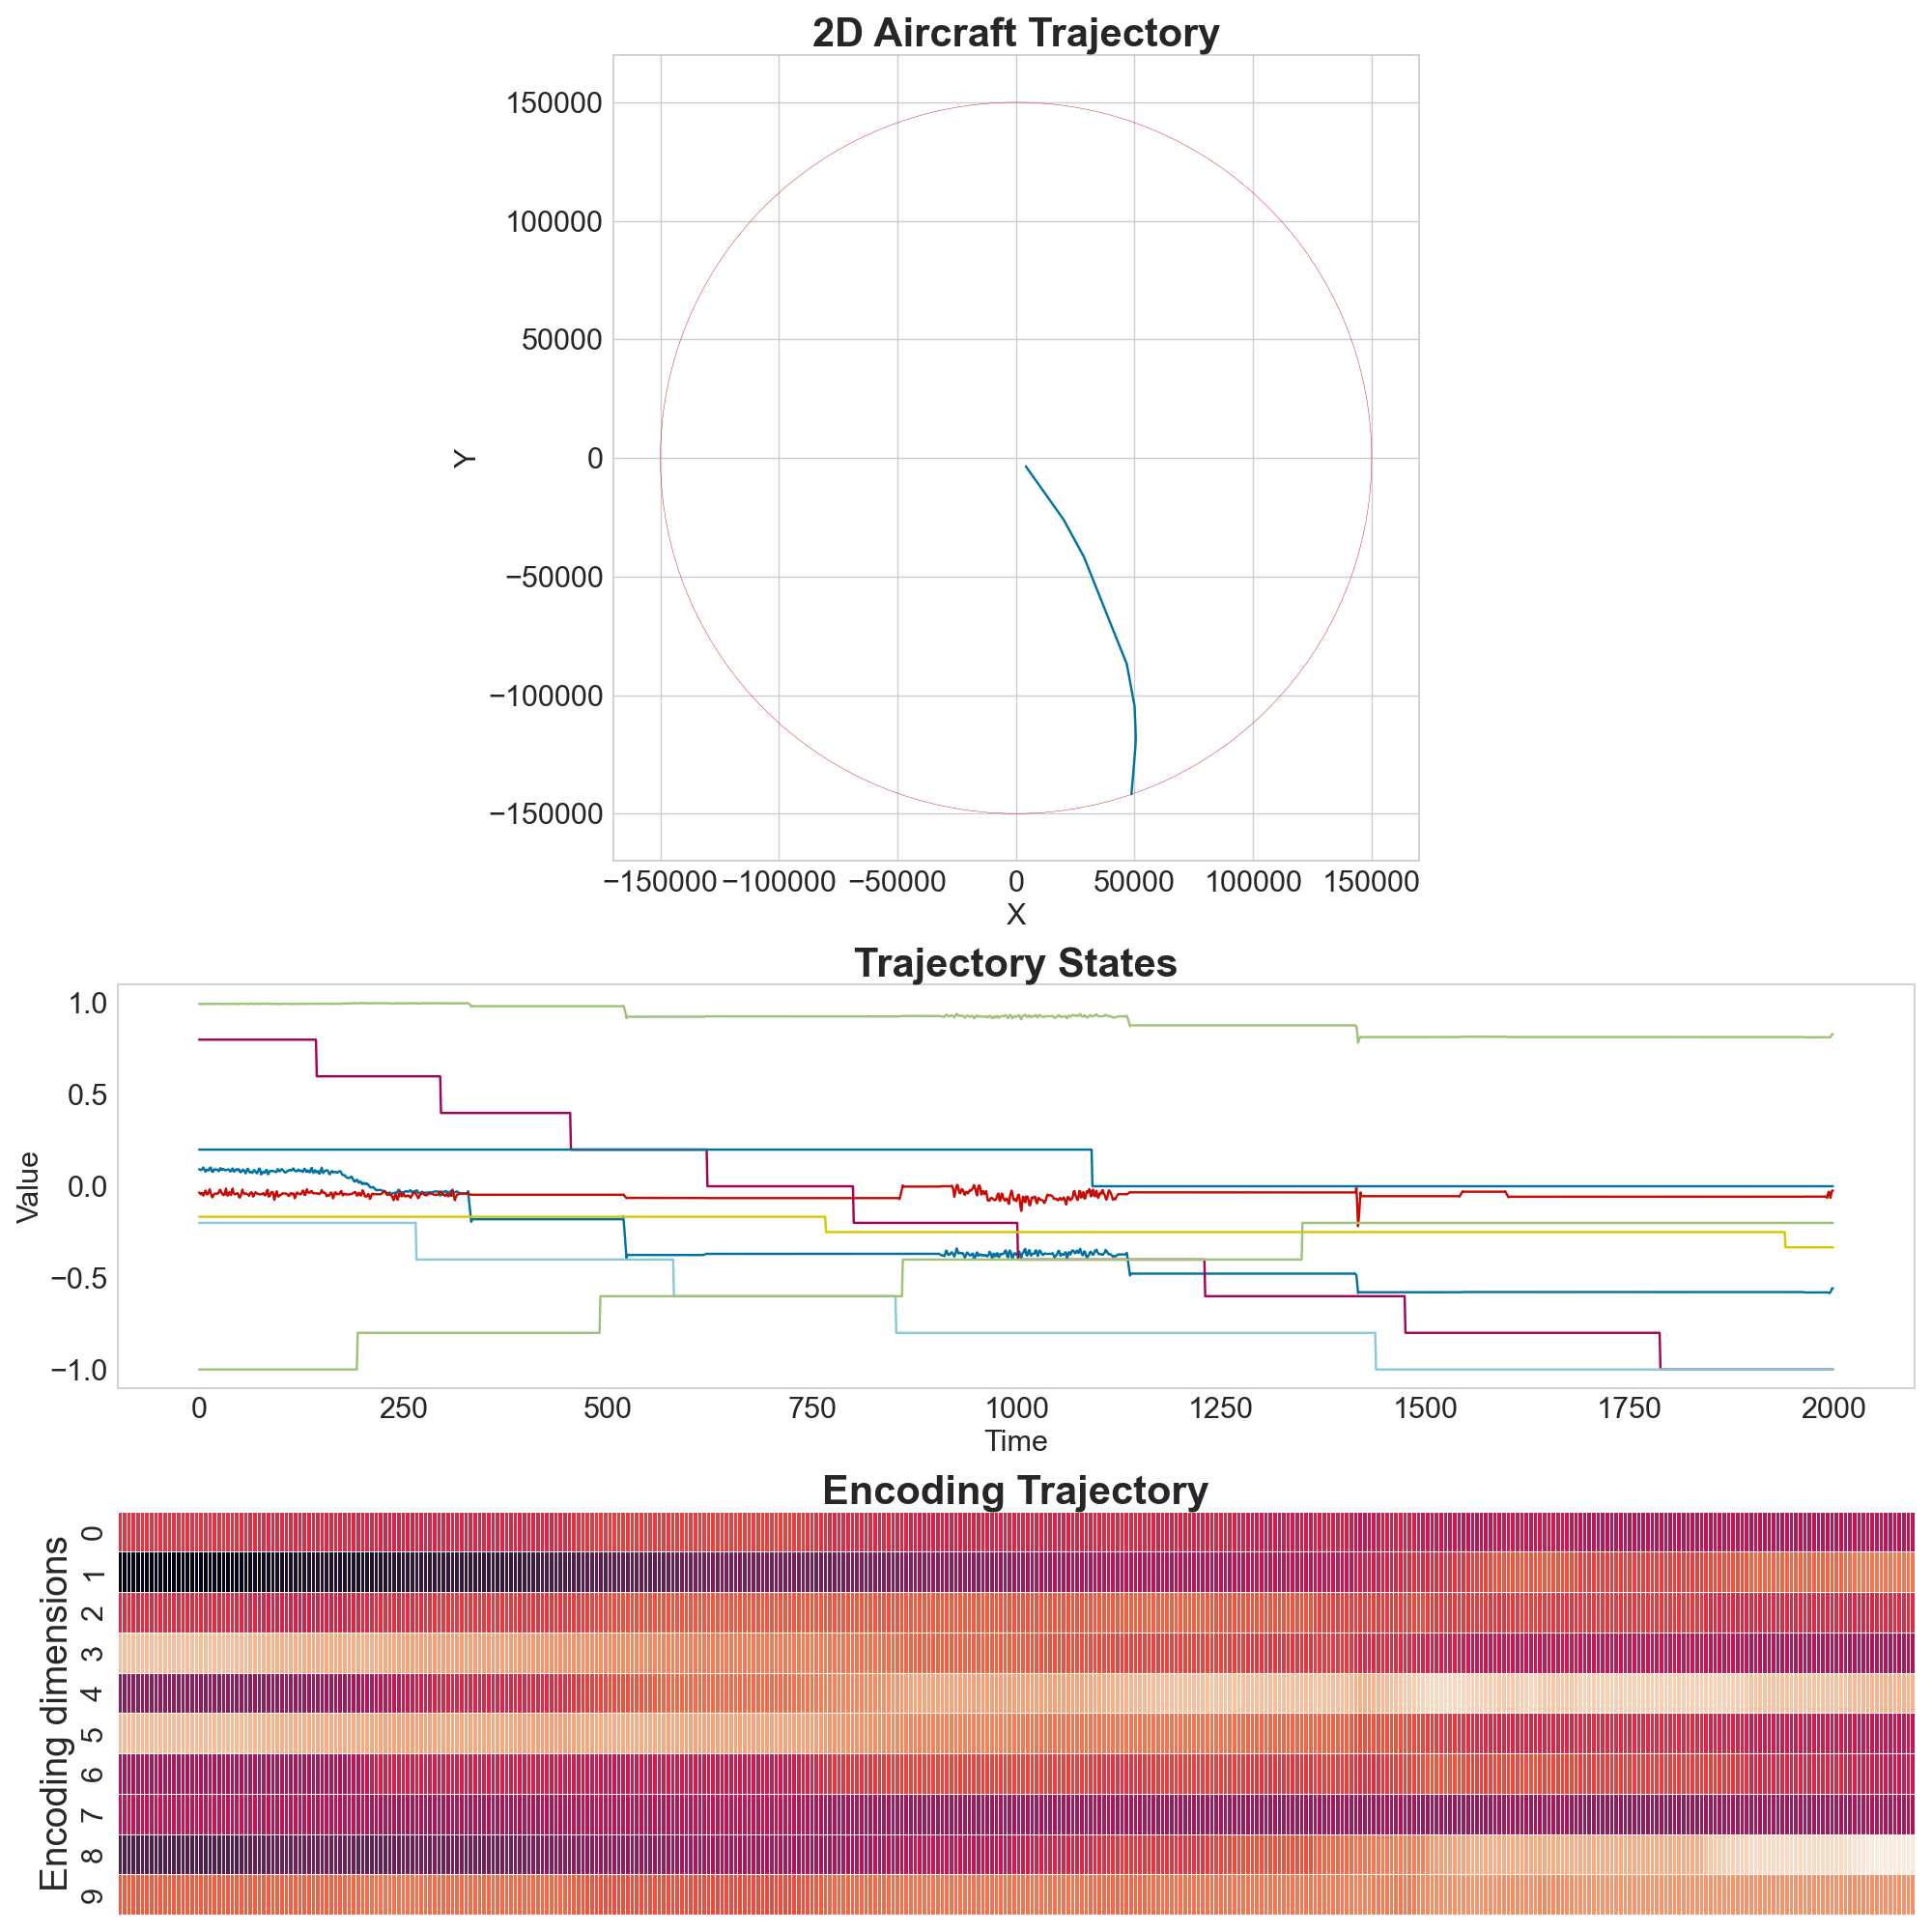 2D Aircraft Trajectory
150000
100000
50000
0
−50000
−100000
−150000
Y
−150000 −100000 −50000 0 50000 100000 150000
X
Trajectory States
1.0
0.5
0.0
−0.5
−1.0
Value
0 250 500 750 1000 1250 1500 1750 2000
Time
Encoding Trajectory
Encoding dimensions
0
1
2
3
4
5
6
7
8
9